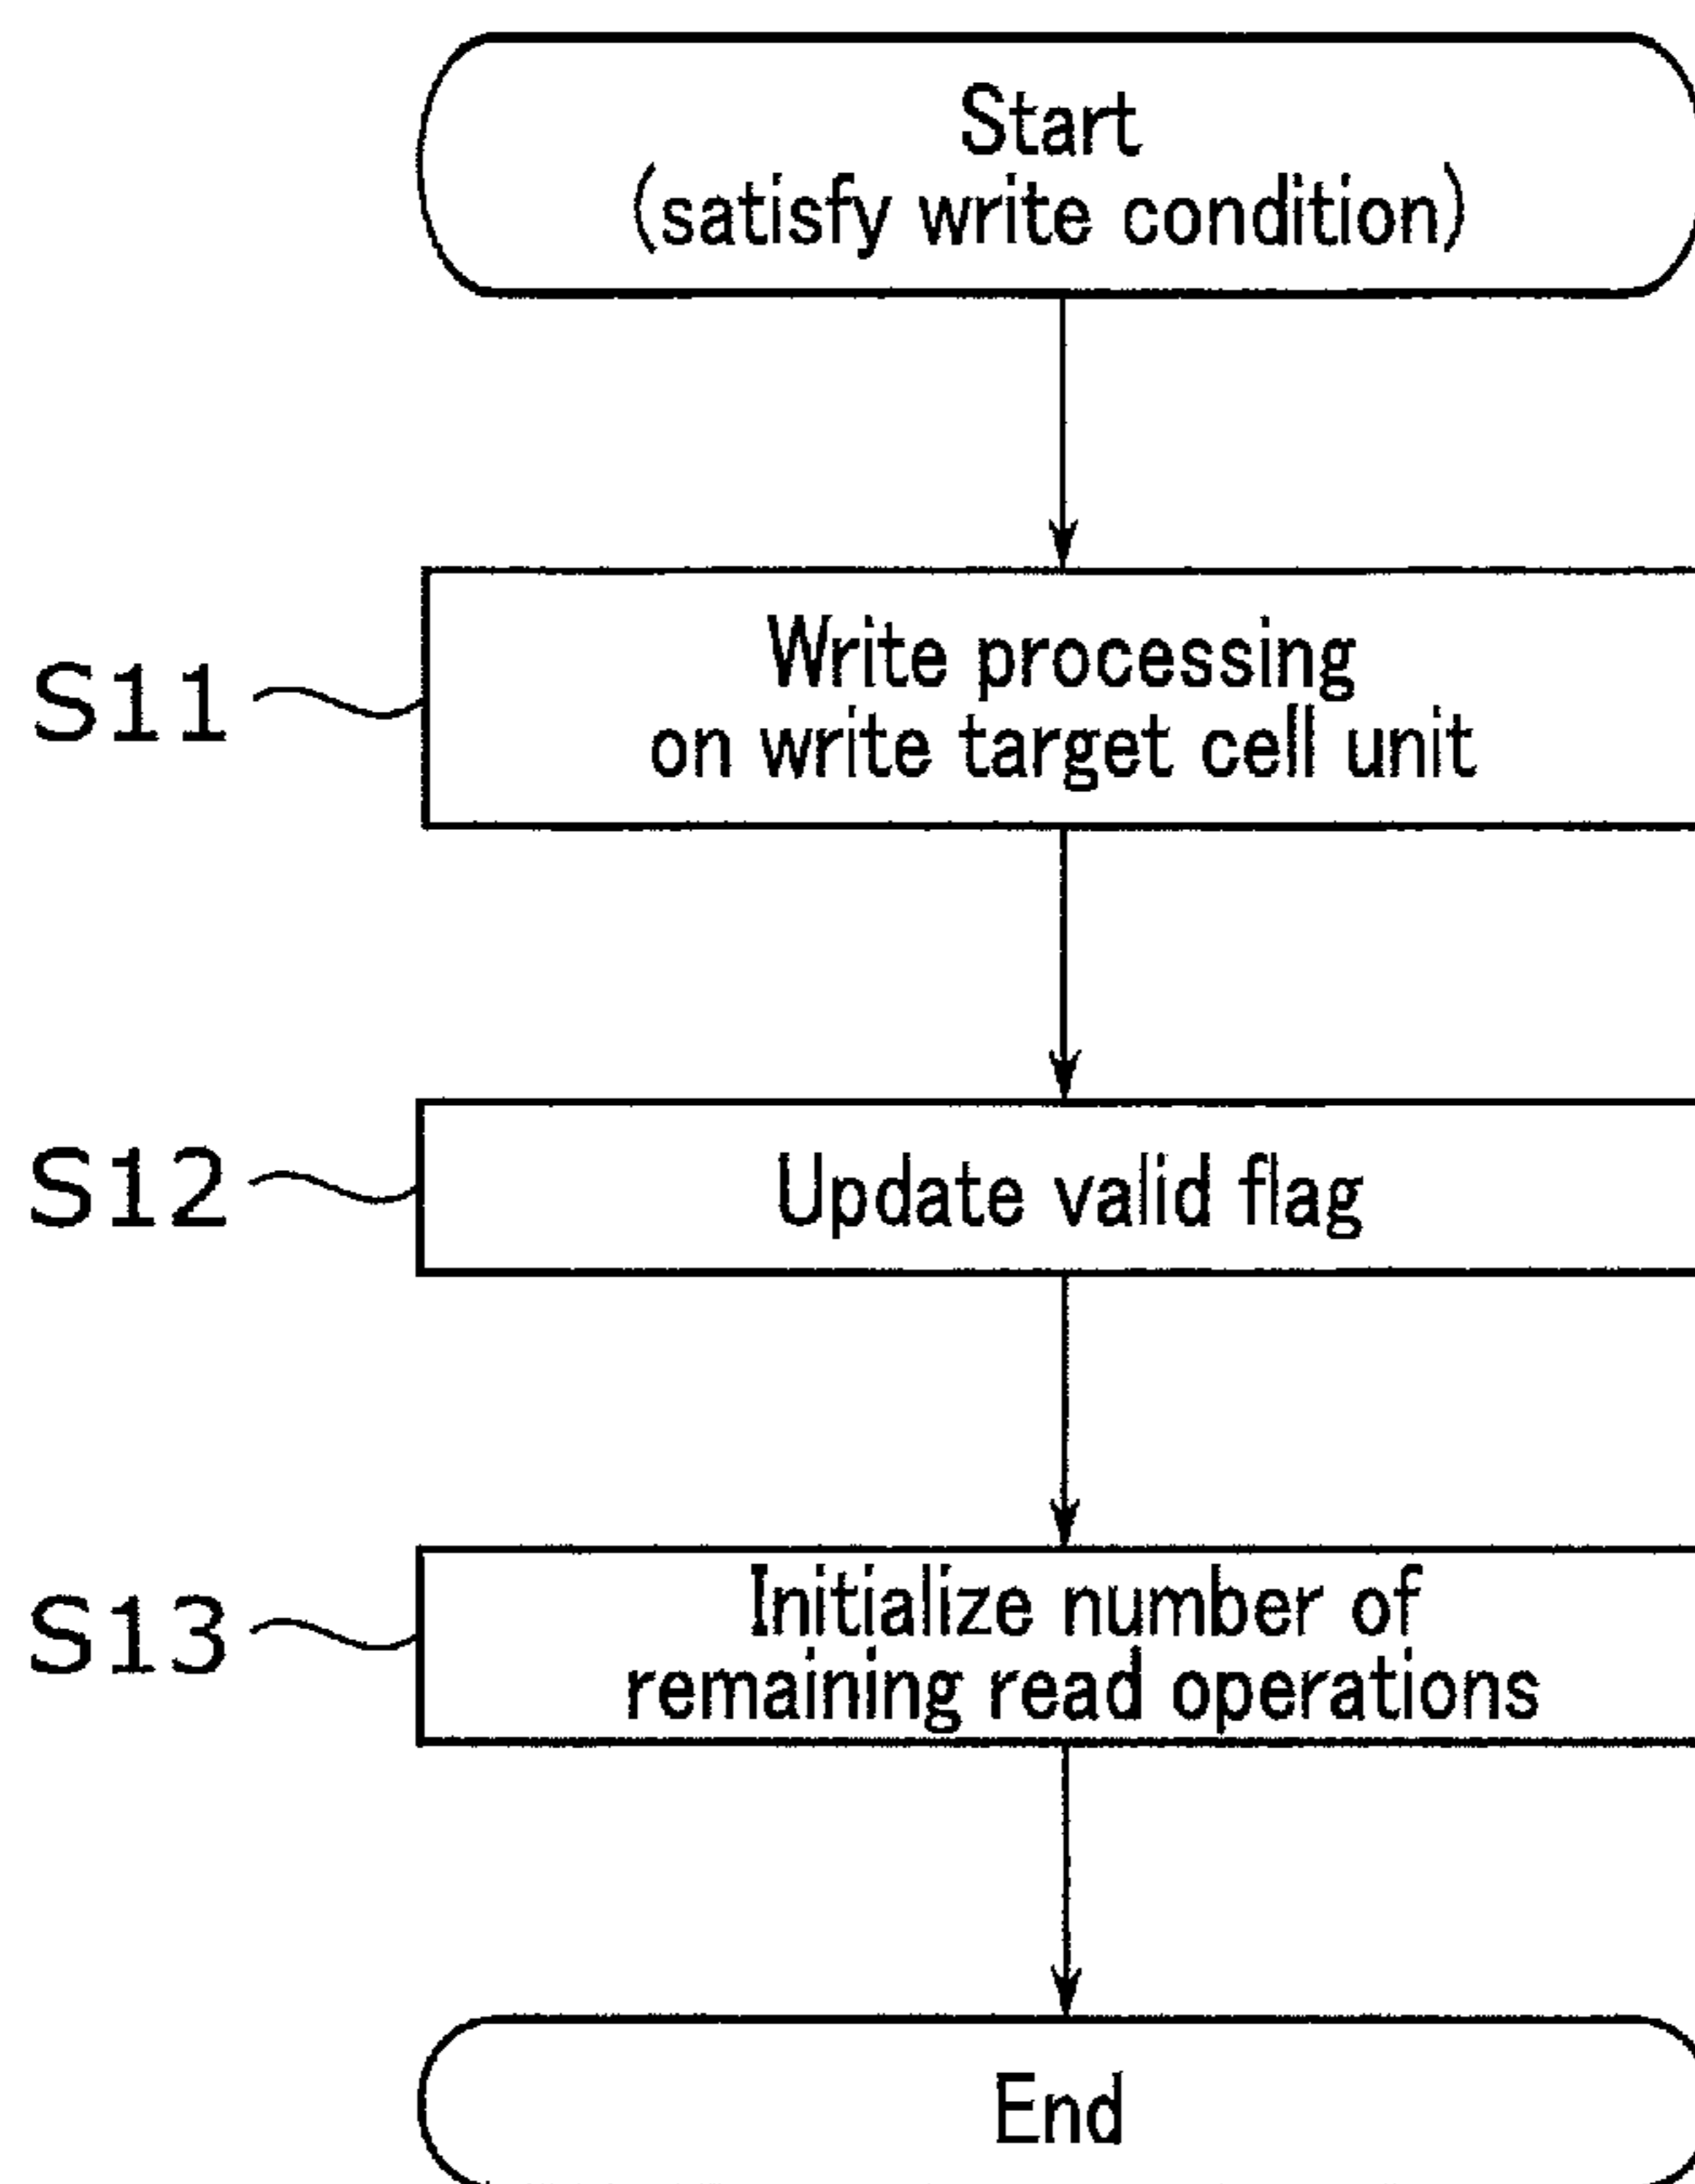 Start
(satisfy write condition)
S11
Write processing
on write target cell unit
S12
Update valid flag
S13
Initialize number of
remaining read operations
End